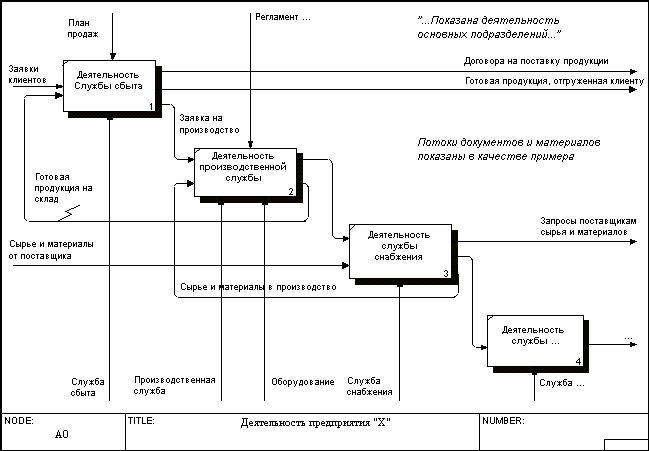 План
продаж
Регламент ...
"...Показана деятельность
основных подразделений..."
Заявки
клиентов
Деятельность
Службы сбыта
1
Договора на поставку продукции
Готовая продукция, отгруженная клиенту
Заявка на
производство
Потоки документов и материалов
показаны в качестве примера
Деятельность
производственной
службы
2
Готовая
продукция на
склад
Деятельность
службы
снабжения
3
Запросы поставщикам
сырья и материалов
Сырье и материалы
от поставщика
Сырье и материалы в производство
Деятельность
службы ...
4
...
Служба
сбыта
Производственная
служба
Оборудование
Служба
снабжения
Служба ...
NODE:
A0
TITLE:
Деятельность предприятия "X"
NUMBER: